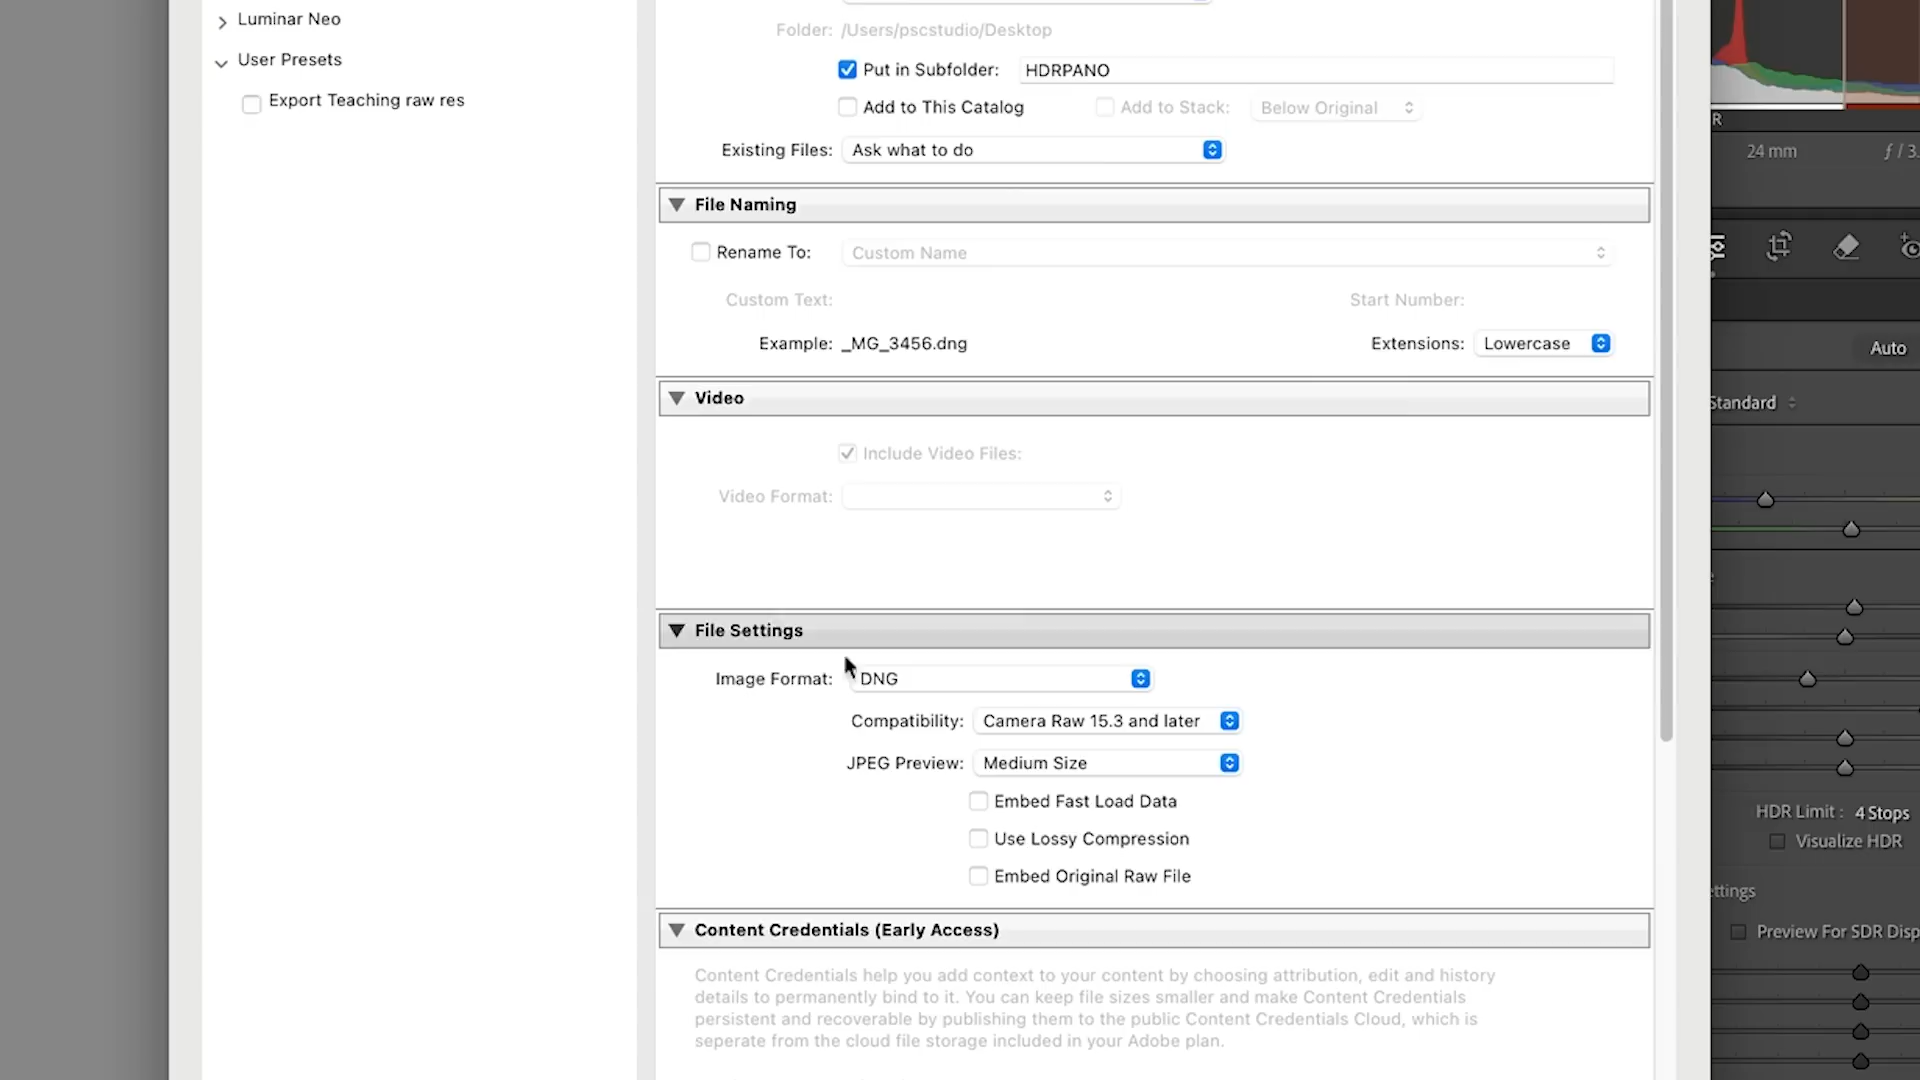 Luminar Neo
User Presets
Export Teaching raw res
Folder: /Users/pscstudio/Desktop
Put in Subfolder: HDRPANO
Add to This Catalog Add to Stack: Below Original
Existing Files: Ask what to do
File Naming
Rename To: Custom Name
Custom Text: Start Number:
Example: _MG_3456.dng Extensions: Lowercase
Video
Include Video Files:
Video Format:
File Settings
Image Format: DNG
Compatibility: Camera Raw 15.3 and later
JPEG Preview: Medium Size
Embed Fast Load Data
Use Lossy Compression
Embed Original Raw File
Content Credentials (Early Access)
Content Credentials help you add context to your content by choosing attribution, edit and history
details to permanently bind to it. You can keep file sizes smaller and make Content Credentials
persistent and recoverable by publishing them to the public Content Credentials Cloud, which is
seperate from the cloud file storage included in your Adobe plan.
R
24 mm ƒ / 3.
Auto
Standard
HDR Limit : 4 Stops
Visualize HDR
ettings
Preview For SDR Disp